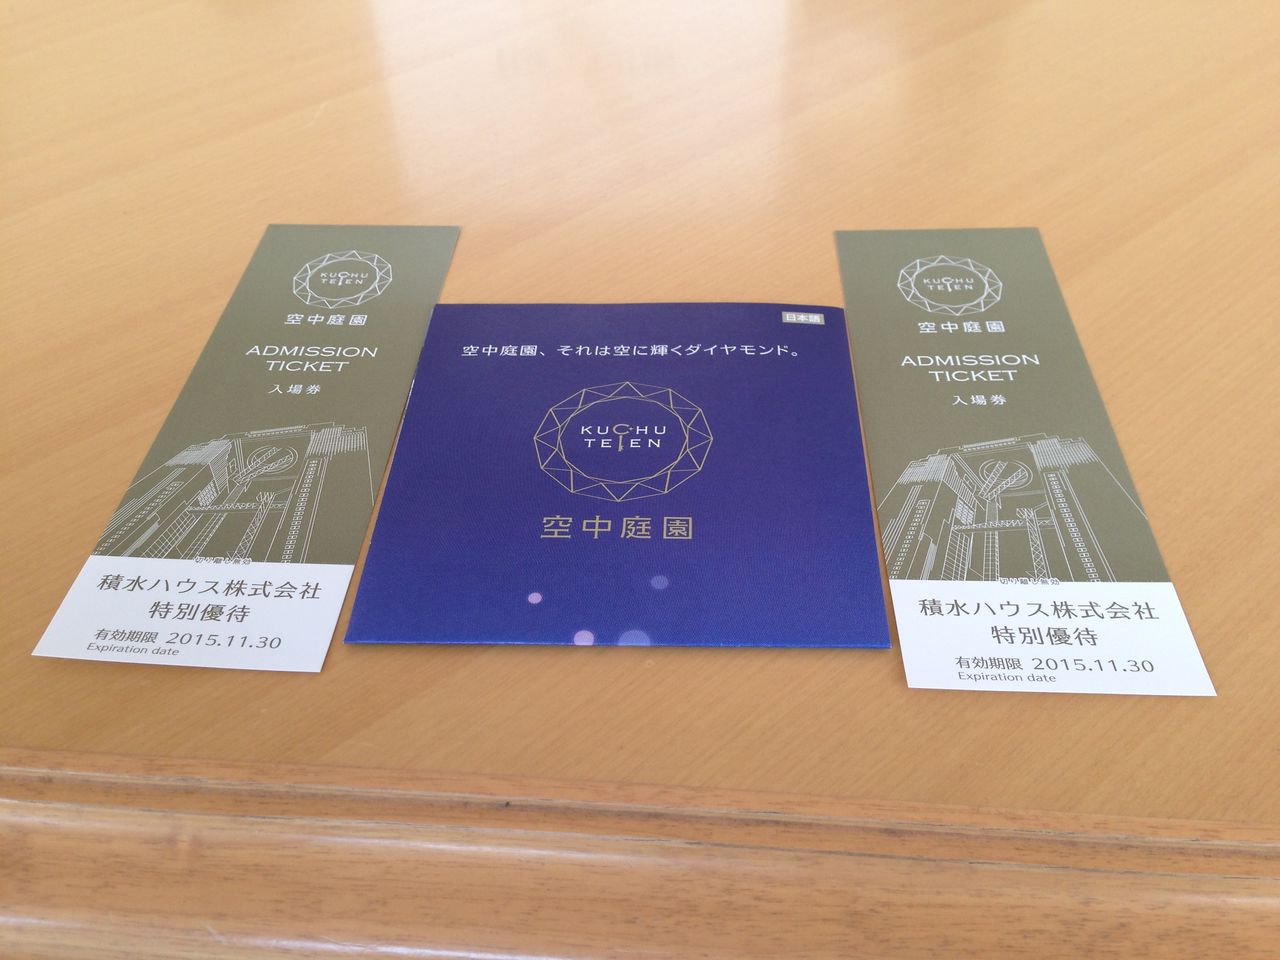 KUCHU
TEIEN
空中庭園
ADMISSION
TICKET
入場券
切り離し無効
積水ハウス株式会社
特別優待
有効期限 2015.11.30
Expiration date
日本語
空中庭園、それは空に輝くダイヤモンド。
KUCHU
TEIEN
空中庭園
KUCHU
TEIEN
空中庭園
ADMISSION
TICKET
入場券
切り離し無効
積水ハウス株式会社
特別優待
有効期限 2015.11.30
Expiration date